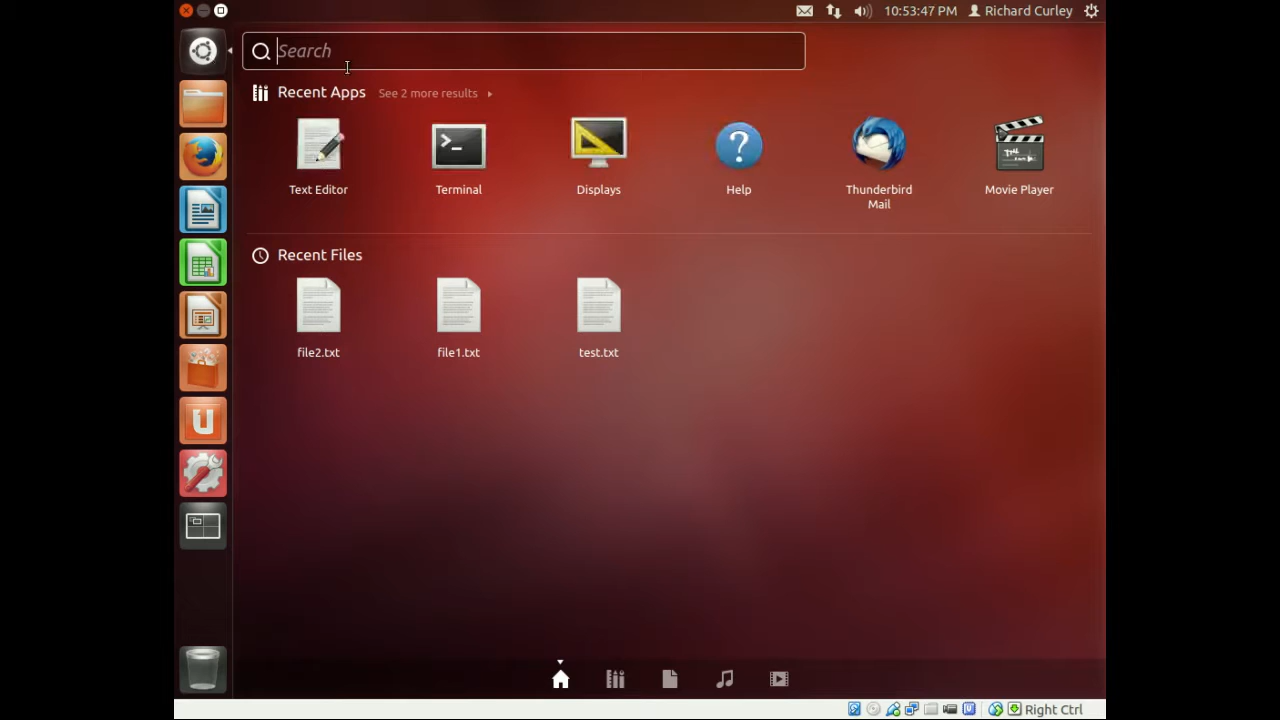 10:53:47 PM Richard Curley
Search
Recent Apps See 2 more results
Text Editor
Terminal
Displays
Help
Thunderbird
Mail
Movie Player
Recent Files
file2.txt
file1.txt
test.txt
Right Ctrl